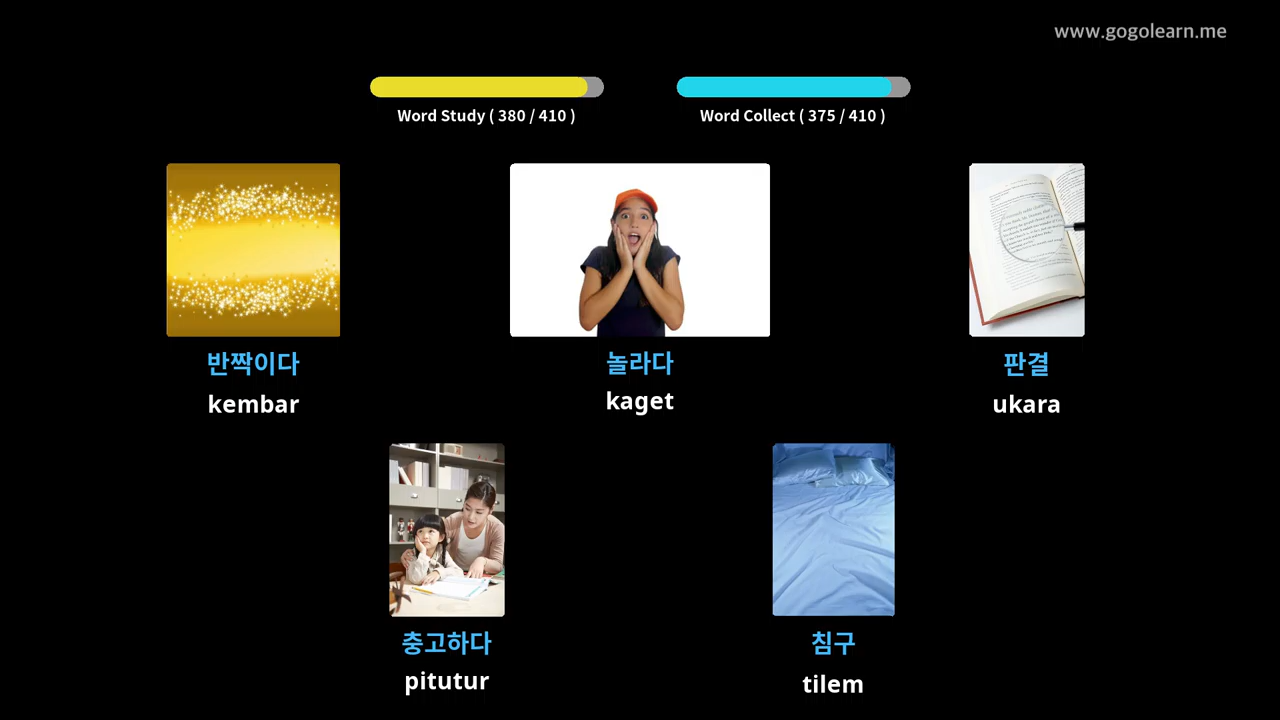 www.gogolearn.me
Word Study ( 380 / 410 )
Word Collect ( 375 / 410 )
반짝이다
kembar
놀라다
kaget
판결
ukara
충고하다
pitutur
침구
tilem